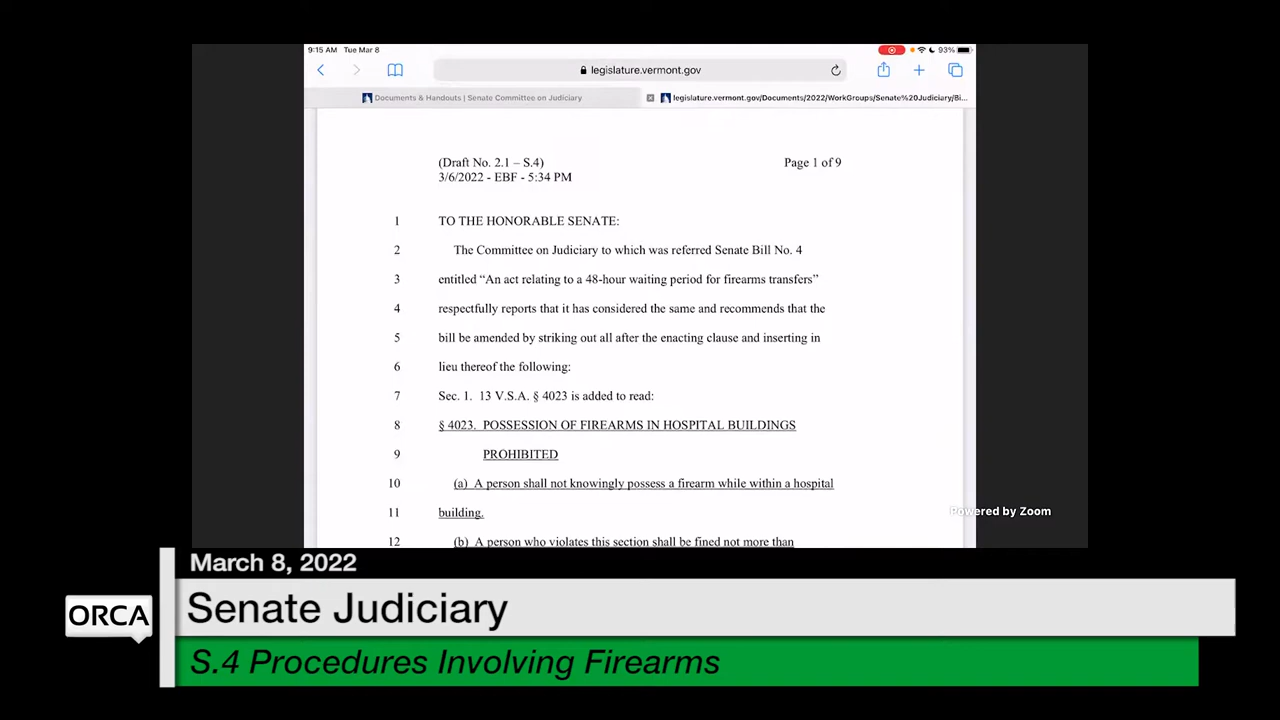 9:15 AM Tue Mar 8
93%
legislature.vermont.gov
Documents & Handouts | Senate Committee on Judiciary
legislature.vermont.gov/Documents/2022/WorkGroups/Senate%20Judiciary/Bi...
(Draft No. 2.1 – S.4) Page 1 of 9
3/6/2022 - EBF - 5:34 PM
1 TO THE HONORABLE SENATE:
2 The Committee on Judiciary to which was referred Senate Bill No. 4
3 entitled “An act relating to a 48-hour waiting period for firearms transfers”
4 respectfully reports that it has considered the same and recommends that the
5 bill be amended by striking out all after the enacting clause and inserting in
6 lieu thereof the following:
7 Sec. 1. 13 V.S.A. § 4023 is added to read:
8 § 4023. POSSESSION OF FIREARMS IN HOSPITAL BUILDINGS
9 PROHIBITED
10 (a) A person shall not knowingly possess a firearm while within a hospital
11 building.
Powered by Zoom
12 (b) A person who violates this section shall be fined not more than
March 8, 2022
ORCA
Senate Judiciary
S.4 Procedures Involving Firearms